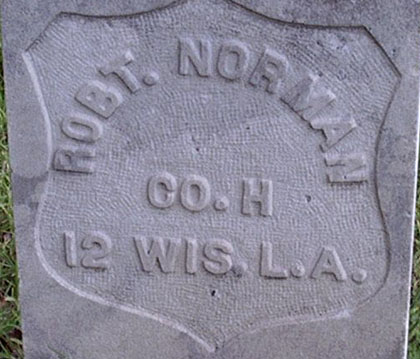 ROBT. NORMAN
CO. H
12 WIS. L.A.